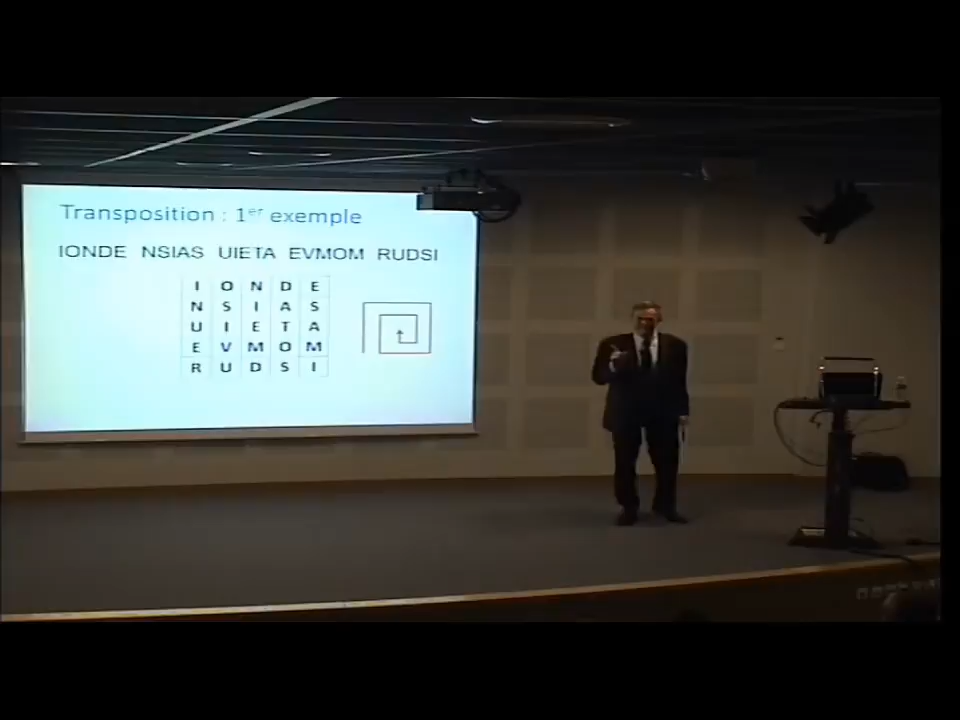 Transposition : 1er exemple
IONDE NSIAS UIETA EVMOM RUDSI
I O N D E
N S I A S
U I E T A
E V M O M
R U D S I